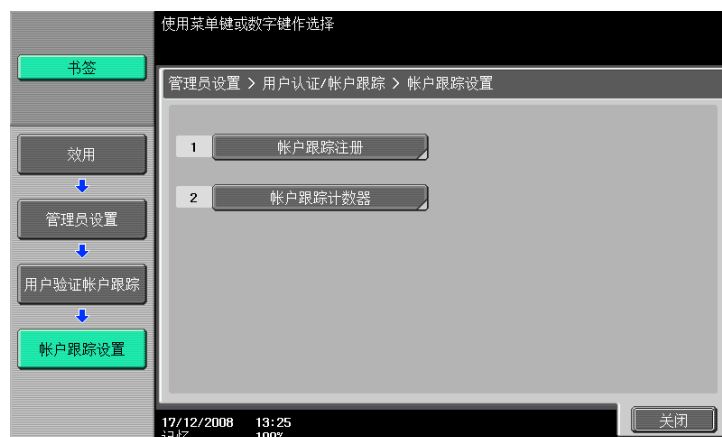 使用菜单键或数字键作选择
书签
管理员设置 > 用户认证/帐户跟踪 > 帐户跟踪设置
1 帐户跟踪注册
2 帐户跟踪计数器
效用
管理员设置
用户验证帐户跟踪
帐户跟踪设置
关闭
17/12/2008 13:25
记忆 100%